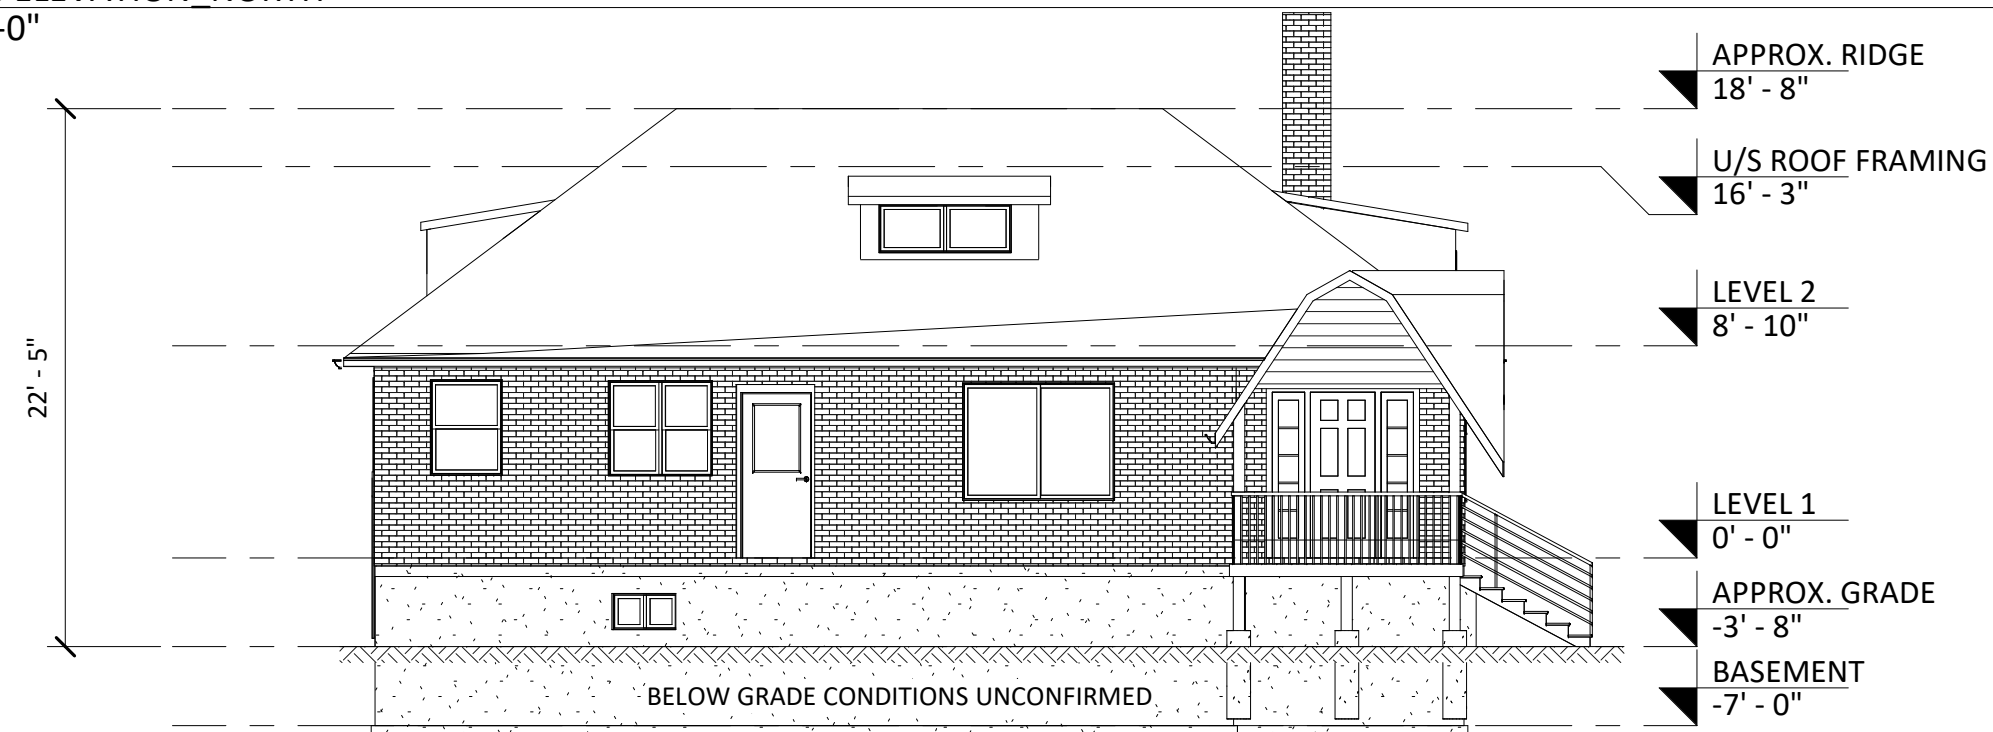 -0"
APPROX. RIDGE
18' - 8"
U/S ROOF FRAMING
16' - 3"
LEVEL 2
8' - 10"
22' - 5"
LEVEL 1
0' - 0"
APPROX. GRADE
-3' - 8"
BASEMENT
-7' - 0"
BELOW GRADE CONDITIONS UNCONFIRMED